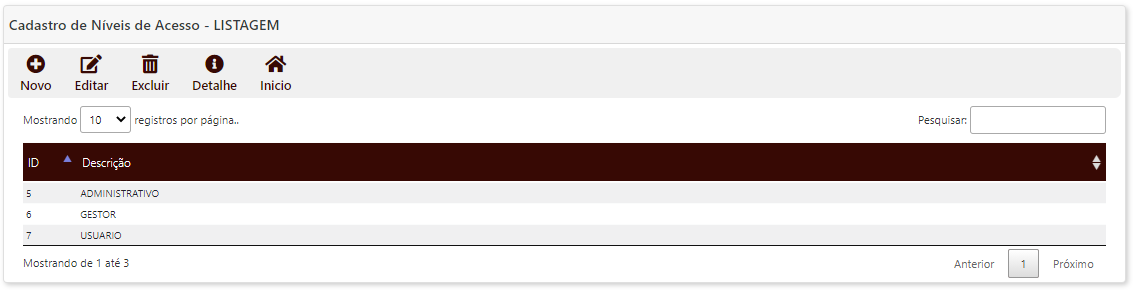 Cadastro de Níveis de Acesso - LISTAGEM
Novo Editar Excluir Detalhe Inicio
Mostrando 10 registros por página.. Pesquisar:
ID Descrição
5 ADMINISTRATIVO
6 GESTOR
7 USUARIO
Mostrando de 1 até 3 Anterior 1 Próximo